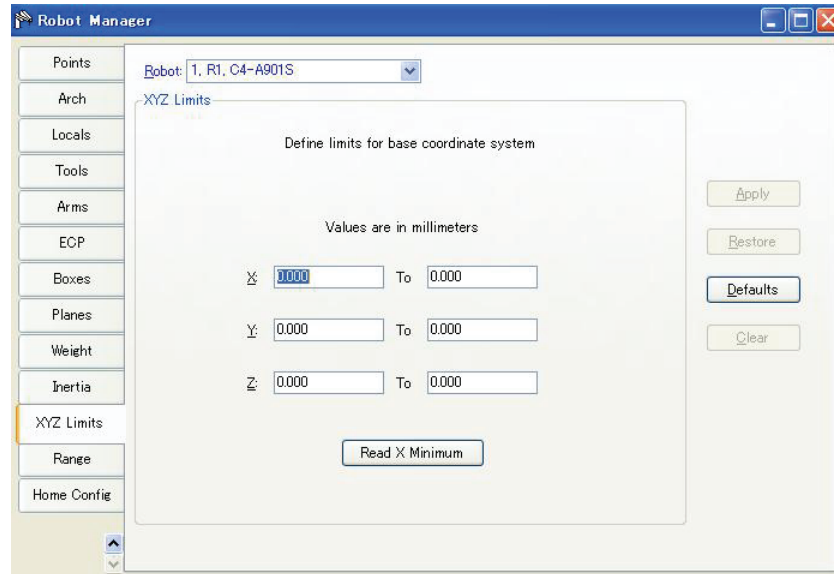 Robot Manager
Points
Arch
Locals
Tools
Arms
ECP
Boxes
Planes
Weight
Inertia
XYZ Limits
Range
Home Config
Robot: 1, R1, C4-A901S
XYZ Limits
Define limits for base coordinate system
Values are in millimeters
X: 0.000 To 0.000
Y: 0.000 To 0.000
Z: 0.000 To 0.000
Read X Minimum
Apply
Restore
Defaults
Clear